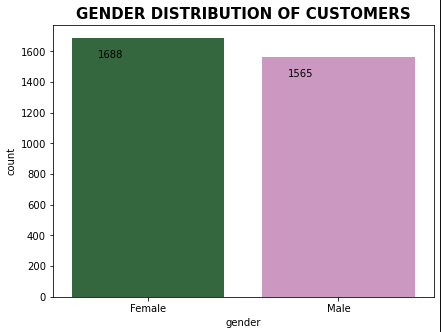 GENDER DISTRIBUTION OF CUSTOMERS
1600
1400
1200
1000
800
600
400
200
0
count
1688
1565
Female
Male
gender